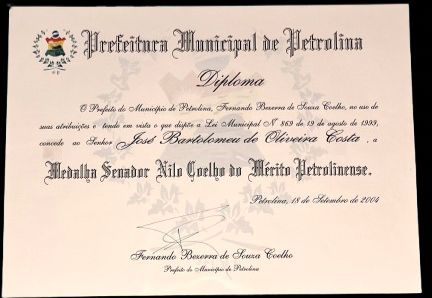 Prefeitura Municipal de Petrolina
Diploma
O Prefeito do Município de Petrolina, Fernando Bezerra de Souza Coelho, no uso de
suas atribuições e tendo em vista o que dispõe a Lei Municipal Nº 869 de 19 de agosto de 1999,
concede ao Senhor José Bartolomeu de Oliveira Costa, a
Medalha Senador Nilo Coelho do Mérito Petrolinense.
Petrolina, 18 de Setembro de 2004
Fernando Bezerra de Souza Coelho
Prefeito do Município de Petrolina